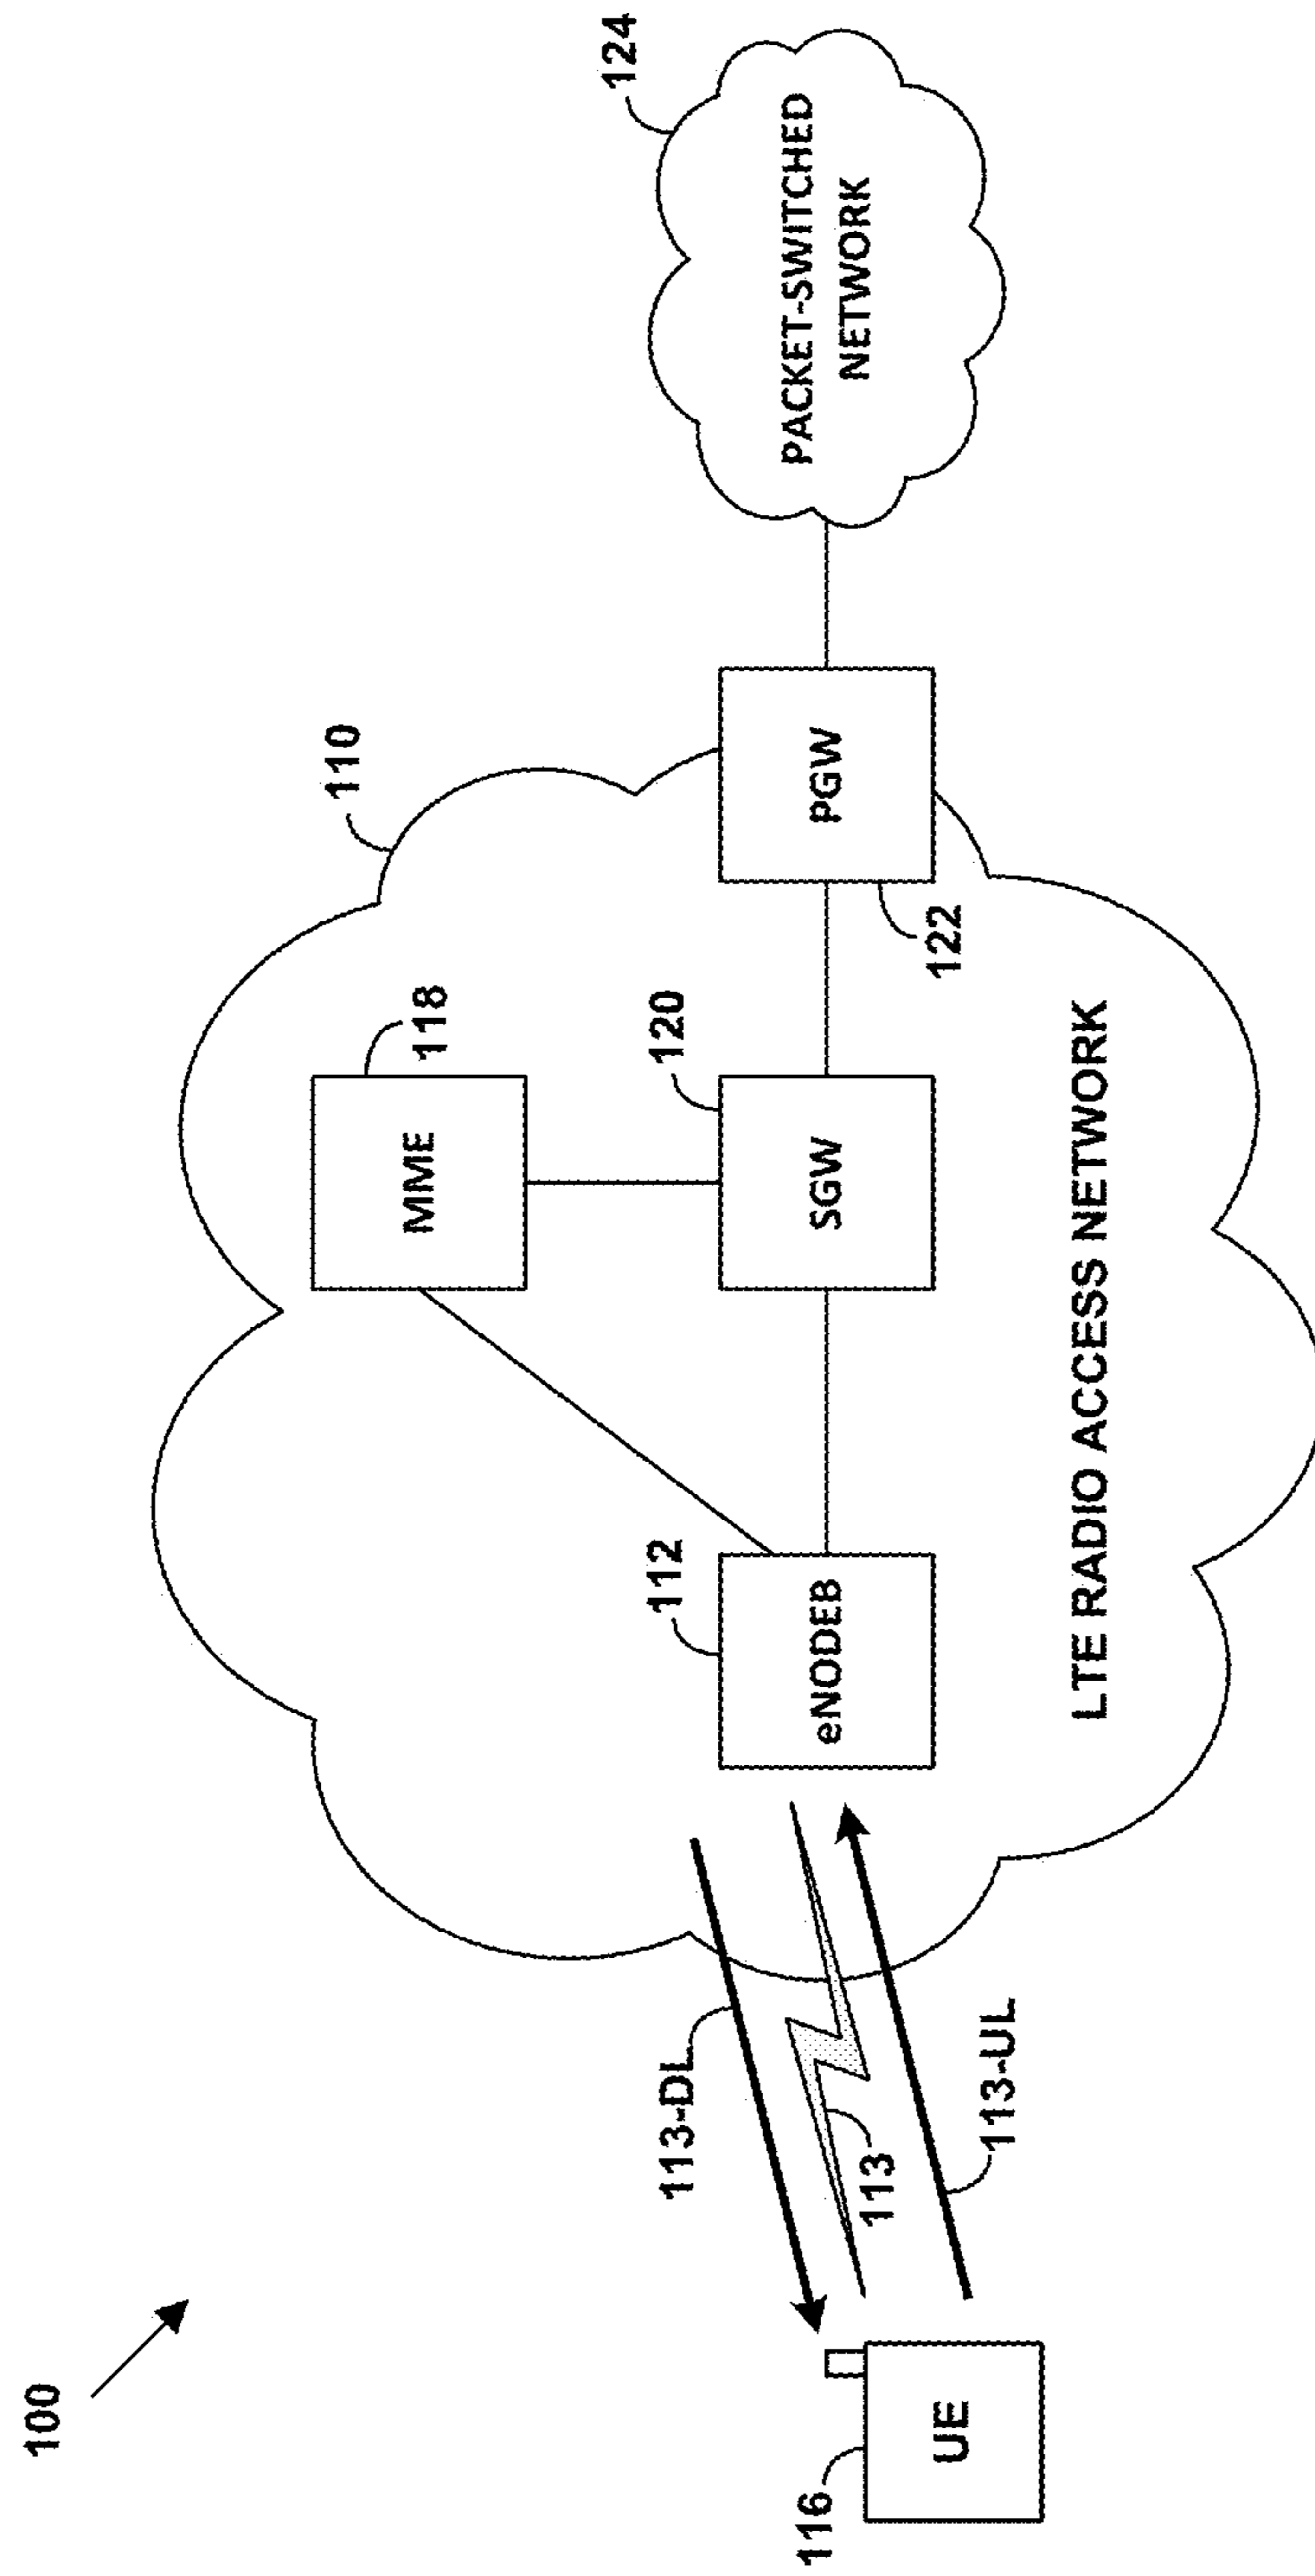 100
110
124
MME
118
112
120
eNODEB
SGW
PGW
122
PACKET-SWITCHED
NETWORK
113-DL
113
113-UL
116
UE
LTE RADIO ACCESS NETWORK